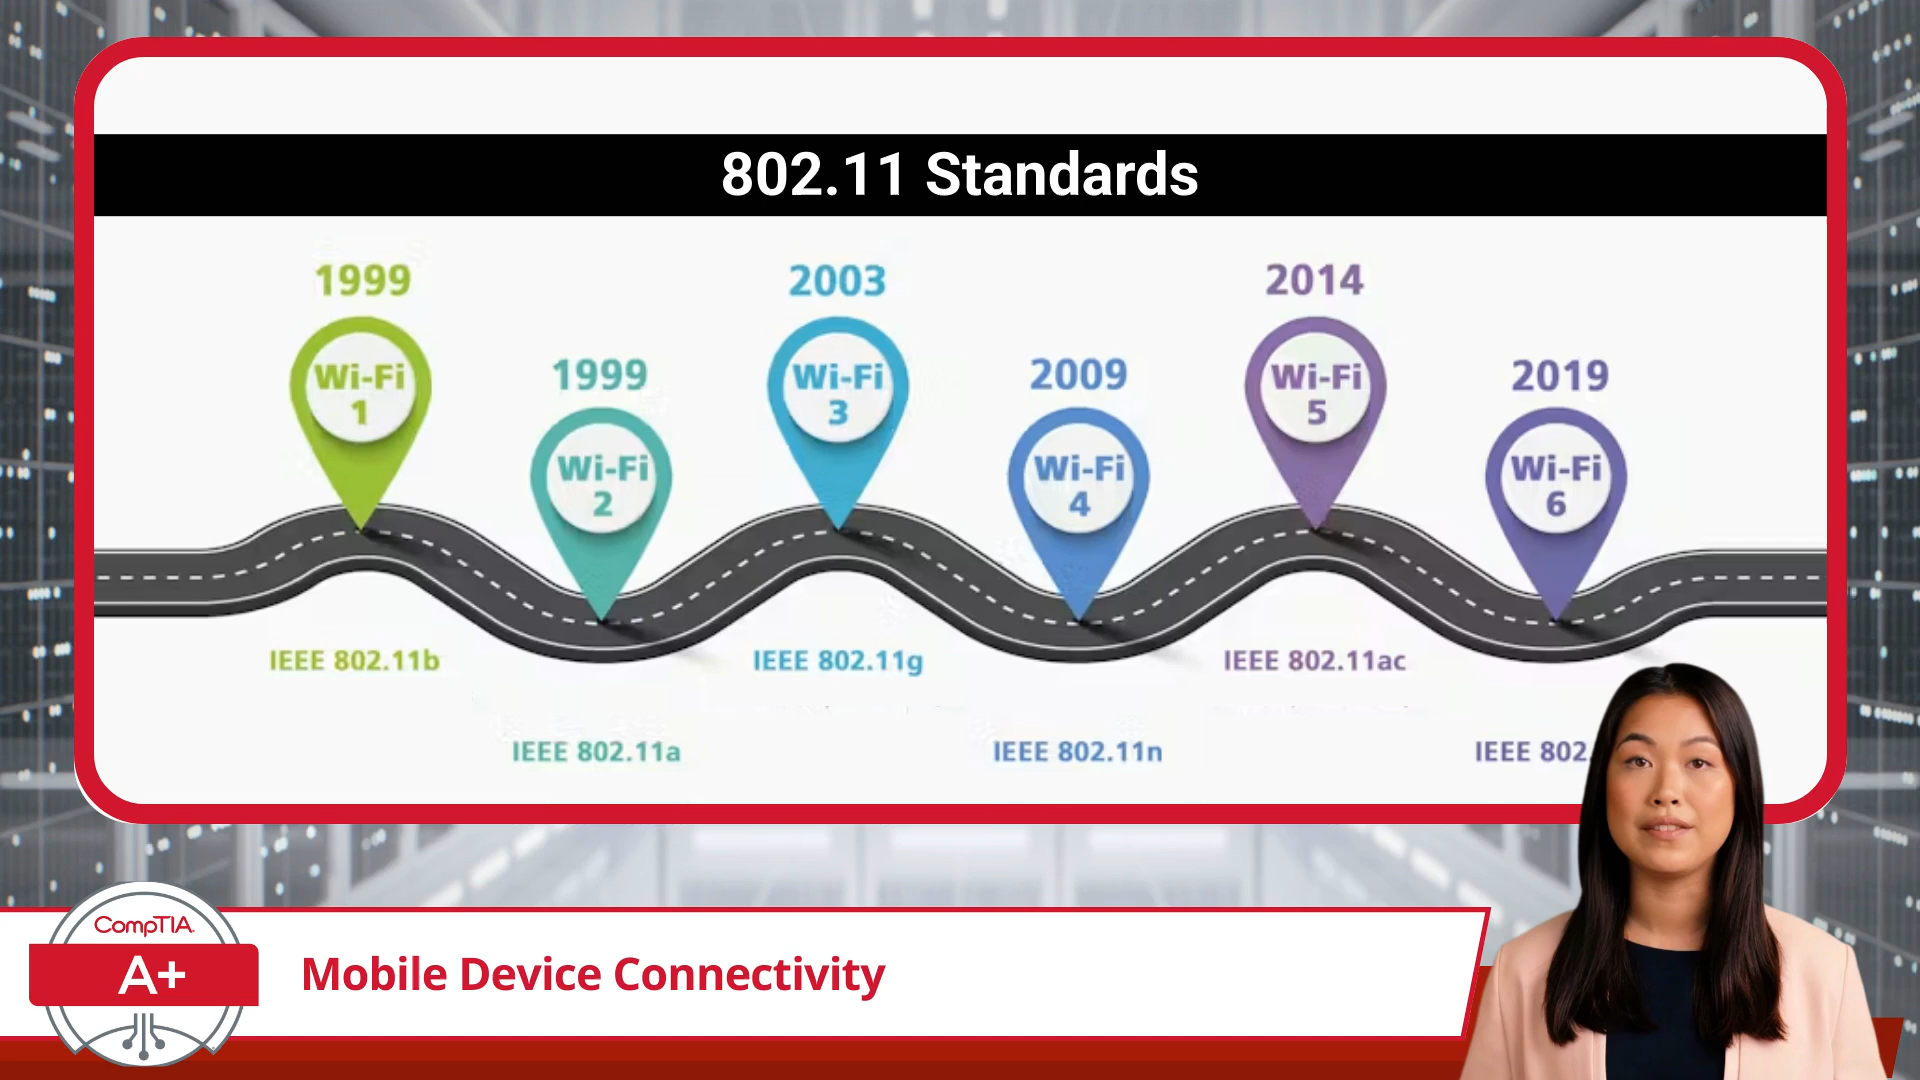 802.11 Standards
1999
2003
2014
1999
2009
2019
Wi-Fi
1
Wi-Fi
3
Wi-Fi
5
Wi-Fi
2
Wi-Fi
4
Wi-Fi
6
IEEE 802.11b
IEEE 802.11g
IEEE 802.11ac
IEEE 802.11a
IEEE 802.11n
IEEE 802.
CompTIA.
A+
Mobile Device Connectivity